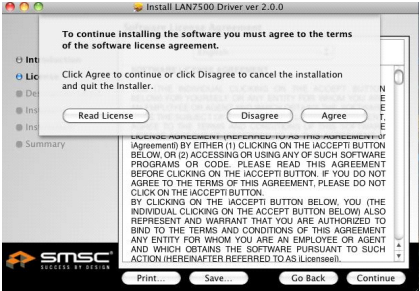 Install LAN7500 Driver ver 2.0.0
To continue installing the software you must agree to the terms
of the software license agreement.
Click Agree to continue or click Disagree to cancel the installation
and quit the Installer.
Read License
Disagree
Agree
Summary
LICENSE AGREEMENT (REFERRED TO AS THIS AGREEMENT or
iAgreementi) BY EITHER (1) CLICKING ON THE iACCEPTi BUTTON
BELOW, OR (2) ACCESSING OR USING ANY OF SUCH SOFTWARE
PROGRAMS OR CODE. PLEASE READ THIS AGREEMENT
BEFORE CLICKING ON THE iACCEPTi BUTTON. IF YOU DO NOT
AGREE TO THE TERMS OF THIS AGREEMENT, PLEASE DO NOT
CLICK ON THE iACCEPTi BUTTON.
BY CLICKING ON THE iACCEPTi BUTTON BELOW, YOU (THE
INDIVIDUAL CLICKING ON THE ACCEPT BUTTON BELOW) ALSO
REPRESENT AND WARRANT THAT YOU ARE AUTHORIZED TO
BIND TO THE TERMS AND CONDITIONS OF THIS AGREEMENT
ANY ENTITY FOR WHOM YOU ARE AN EMPLOYEE OR AGENT
AND WHICH OBTAINS THE SOFTWARE PURSUANT TO SUCH
ACTION (HEREINAFTER REFERRED TO AS iLicenseei).
smsc
SUCCESS BY DESIGN
Print...
Save...
Go Back
Continue